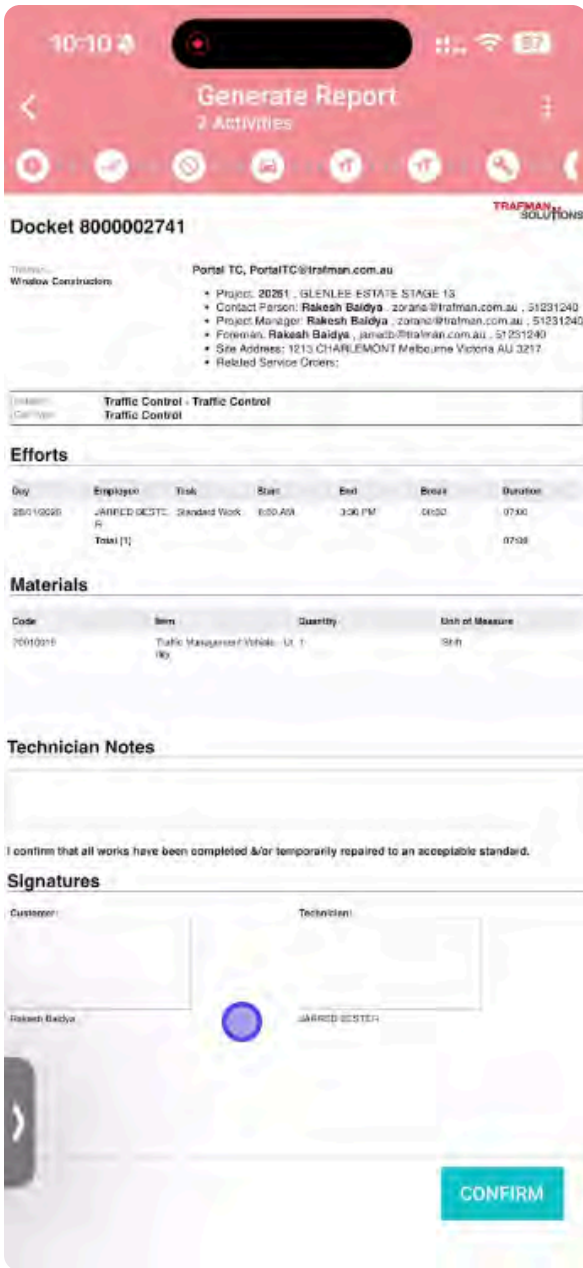 10:10
87
Generate Report
2 Activities
TRAFMAN
SOLUTIONS
Docket 8000002741
Winslow Constructors
Portal TC, PortalTC@trafman.com.au
• Project: 20261 , GLENLEE ESTATE STAGE 13
• Contact Person: Rakesh Baidya , zorana@trafman.com.au , 51231240
• Project Manager: Rakesh Baidya , zorana@trafman.com.au , 51231240
• Foreman: Rakesh Baidya , jamedb@trafman.com.au , 51231240
• Site Address: 1213 CHARLEMONT Melbourne Victoria AU 3217
• Related Service Orders:
Traffic Control - Traffic Control
Traffic Control
Efforts
Day Employee Task Start End Break Duration
JARRED BESTE Standard Work 3:30 PM 00:30 07:00
R
Total [1] 07:00
Materials
Code Item Quantity Unit of Measure
Traffic Management Vehicle - Ut 1 Shift
ility
Technician Notes
I confirm that all works have been completed &/or temporarily repaired to an acceptable standard.
Signatures
Customer: Technician:
Rakesh Baidya JARRED BESTER
CONFIRM